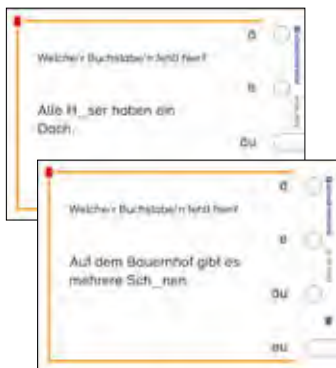 Welche/r Buchstabe/n fehlt hier?
Alle H_ser haben ein
Dach.
äu
Welche/r Buchstabe/n fehlt hier?
Auf dem Bauernhof gibt es
mehrere Sch_nen.
äu